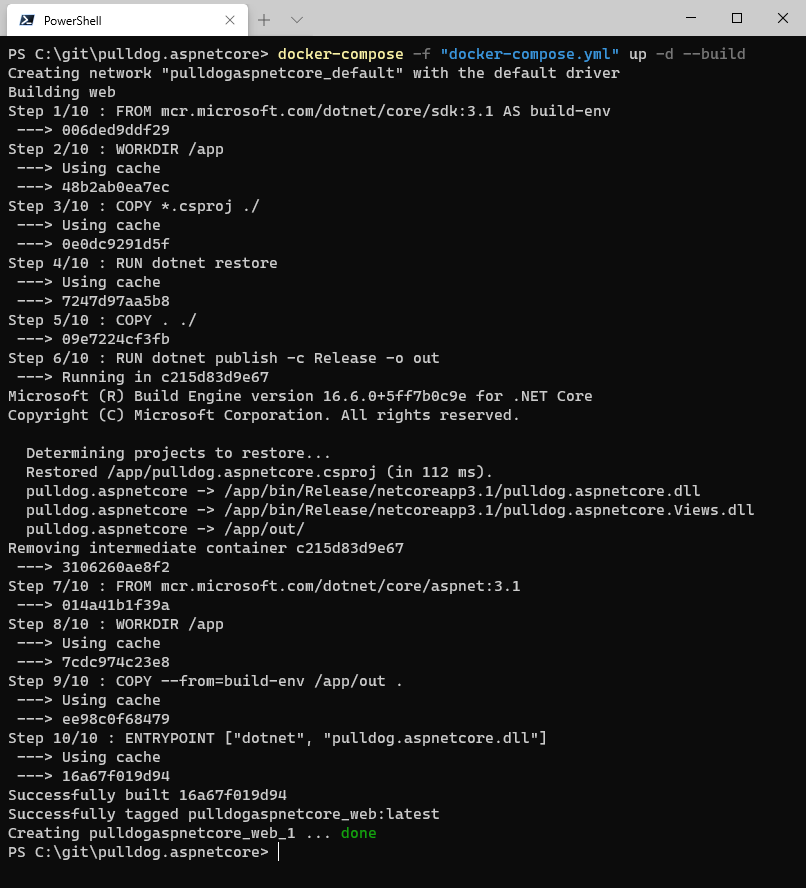 PowerShell
PS C:\git\pulldog.aspnetcore> docker-compose -f "docker-compose.yml" up -d --build
Creating network "pulldogaspnetcore_default" with the default driver
Building web
Step 1/10 : FROM mcr.microsoft.com/dotnet/core/sdk:3.1 AS build-env
 ---> 006ded9ddf29
Step 2/10 : WORKDIR /app
 ---> Using cache
 ---> 48b2ab0ea7ec
Step 3/10 : COPY *.csproj ./
 ---> Using cache
 ---> 0e0dc9291d5f
Step 4/10 : RUN dotnet restore
 ---> Using cache
 ---> 7247d97aa5b8
Step 5/10 : COPY . ./
 ---> 09e7224cf3fb
Step 6/10 : RUN dotnet publish -c Release -o out
 ---> Running in c215d83d9e67
Microsoft (R) Build Engine version 16.6.0+5ff7b0c9e for .NET Core
Copyright (C) Microsoft Corporation. All rights reserved.

  Determining projects to restore...
  Restored /app/pulldog.aspnetcore.csproj (in 112 ms).
  pulldog.aspnetcore -> /app/bin/Release/netcoreapp3.1/pulldog.aspnetcore.dll
  pulldog.aspnetcore -> /app/bin/Release/netcoreapp3.1/pulldog.aspnetcore.Views.dll
  pulldog.aspnetcore -> /app/out/
Removing intermediate container c215d83d9e67
 ---> 3106260ae8f2
Step 7/10 : FROM mcr.microsoft.com/dotnet/core/aspnet:3.1
 ---> 014a41b1f39a
Step 8/10 : WORKDIR /app
 ---> Using cache
 ---> 7cdc974c23e8
Step 9/10 : COPY --from=build-env /app/out .
 ---> Using cache
 ---> ee98c0f68479
Step 10/10 : ENTRYPOINT ["dotnet", "pulldog.aspnetcore.dll"]
 ---> Using cache
 ---> 16a67f019d94
Successfully built 16a67f019d94
Successfully tagged pulldogaspnetcore_web:latest
Creating pulldogaspnetcore_web_1 ... done
PS C:\git\pulldog.aspnetcore>